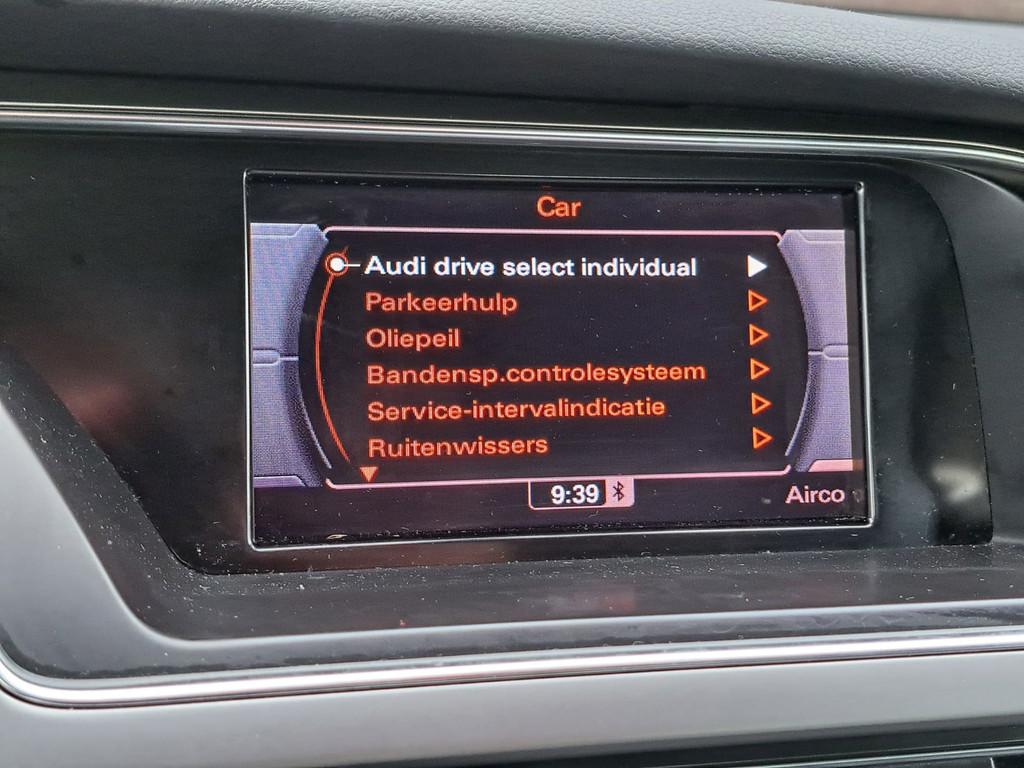 Car
Audi drive select individual
Parkeerhulp
Oliepeil
Bandensp.controlesysteem
Service-intervalindicatie
Ruitenwissers
9:39
Airco